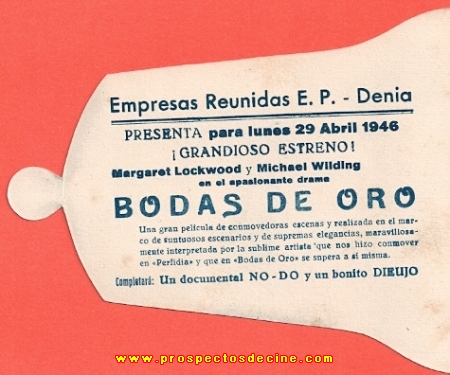 Empresas Reunidas E. P. - Denia
PRESENTA para lunes 29 Abril 1946
¡GRANDIOSO ESTRENO!
Margaret Lockwood y Michael Wilding
en el apasionante drama
BODAS DE ORO
Una gran película de conmovedoras escenas y realizada en el mar-
co de suntuosos escenarios y de supremas elegancias, maravillosa-
mente interpretada por la sublime artista que nos hizo conmover
en «Perfidia» y que en «Bodas de Oro» se supera a sí misma.
Completará: Un documental NO-DO y un bonito DIBUJO
www.prospectosdecine.com